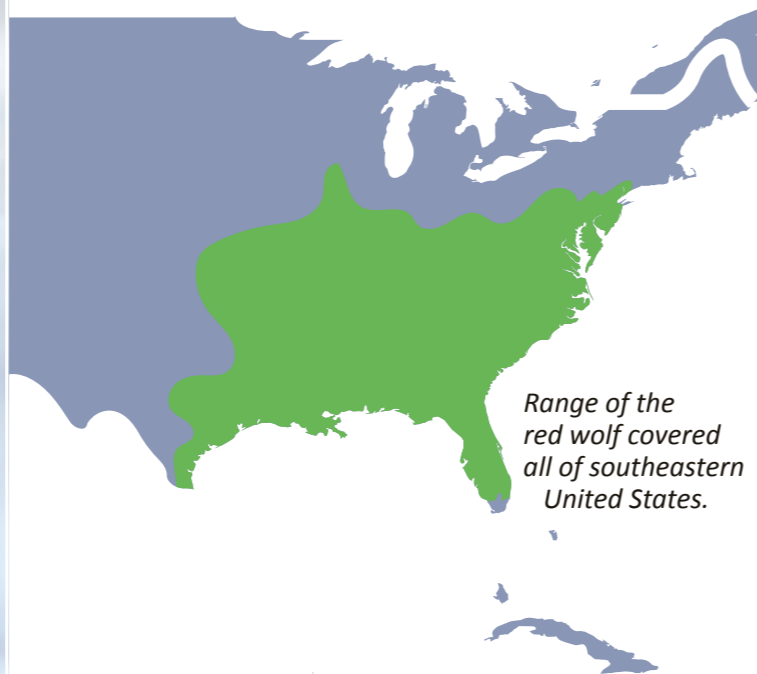 Range of the
red wolf covered
all of southeastern
United States.